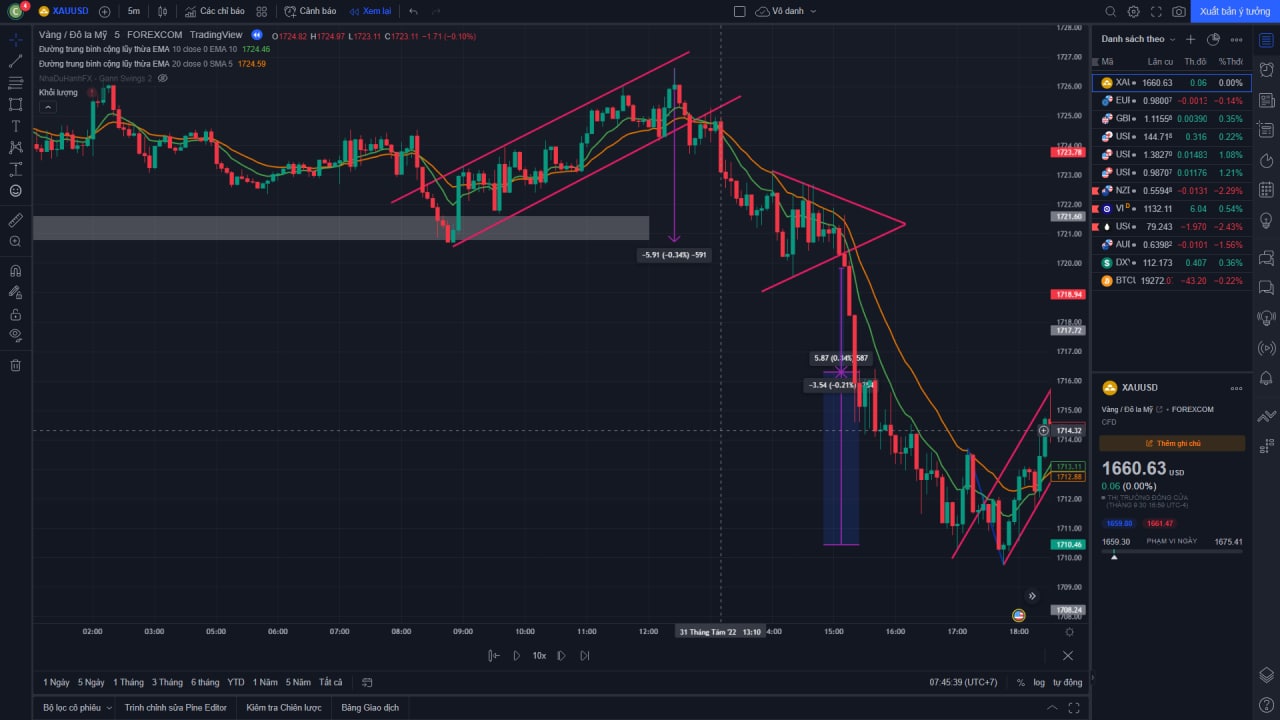 4
XAUUSD
5m
Các chỉ báo
Cảnh báo
Xem lại
Vô danh
Xuất bản ý tưởng
Vàng / Đô la Mỹ 5 FOREXCOM TradingView
O1724.82 H1724.97 L1723.11 C1723.11 −1.71 (−0.10%)
Đường trung bình cộng lũy thừa EMA 10 close 0 EMA 10 1724.46
Đường trung bình cộng lũy thừa EMA 20 close 0 SMA 5 1724.59
NhaDuHanhFX - Gann Swings 2
Khối lượng
−5.91 (−0.34%) −591
5.87 (0.34%) 587
−3.54 (−0.21%)
1728.00
1727.00
1726.00
1725.00
1724.00
1723.78
1723.00
1722.00
1721.60
1721.00
1720.00
1718.94
1718.00
1717.72
1717.00
1716.00
1715.00
1714.32
1714.00
1713.11
1712.88
1712.00
1711.00
1710.46
1710.00
1709.00
1708.24
1708.00
02:00 03:00 04:00 05:00 06:00 07:00 08:00 09:00 10:00 11:00 12:00 31 Tháng Tám '22 13:10 4:00 15:00 16:00 17:00 18:00
10x
1 Ngày 5 Ngày 1 Tháng 3 Tháng 6 tháng YTD 1 Năm 5 Năm Tất cả
07:45:39 (UTC+7) % log tự động
Bộ lọc cổ phiếu Trình chỉnh sửa Pine Editor Kiểm tra Chiến lược Bảng Giao dịch
Danh sách theo
Mã Lần cu Th.đổ %Thđ
XAU 1660.63 0.06 0.00%
EUR 0.9800⁷ −0.0013 −0.14%
GBI 1.1155⁶ 0.00390 0.35%
USI 144.71⁸ 0.316 0.22%
USI 1.3827⁰ 0.01483 1.08%
USI 0.9870⁷ 0.01176 1.21%
NZI 0.5594⁸ −0.0131 −2.29%
VI D 1132.11 6.04 0.54%
US 79.243 −1.970 −2.43%
AUI 0.6398² −0.0101 −1.56%
DX 112.173 0.407 0.36%
BTCU 19272.0 −43.20 −0.22%
XAUUSD
Vàng / Đô la Mỹ • FOREXCOM
CFD
Thêm ghi chú
1660.63 USD
0.06 (0.00%)
THỊ TRƯỜNG ĐÓNG CỬA
(THÁNG 9 30 16:59 UTC-4)
1659.80 1661.47
1659.30 PHẠM VI NGÀY 1675.41